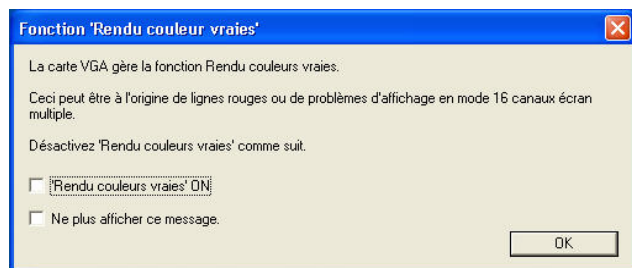 Fonction 'Rendu couleur vraies'
La carte VGA gère la fonction Rendu couleurs vraies.
Ceci peut être à l'origine de lignes rouges ou de problèmes d'affichage en mode 16 canaux écran
multiple.
Désactivez 'Rendu couleurs vraies' comme suit.
'Rendu couleurs vraies' ON
Ne plus afficher ce message.
OK